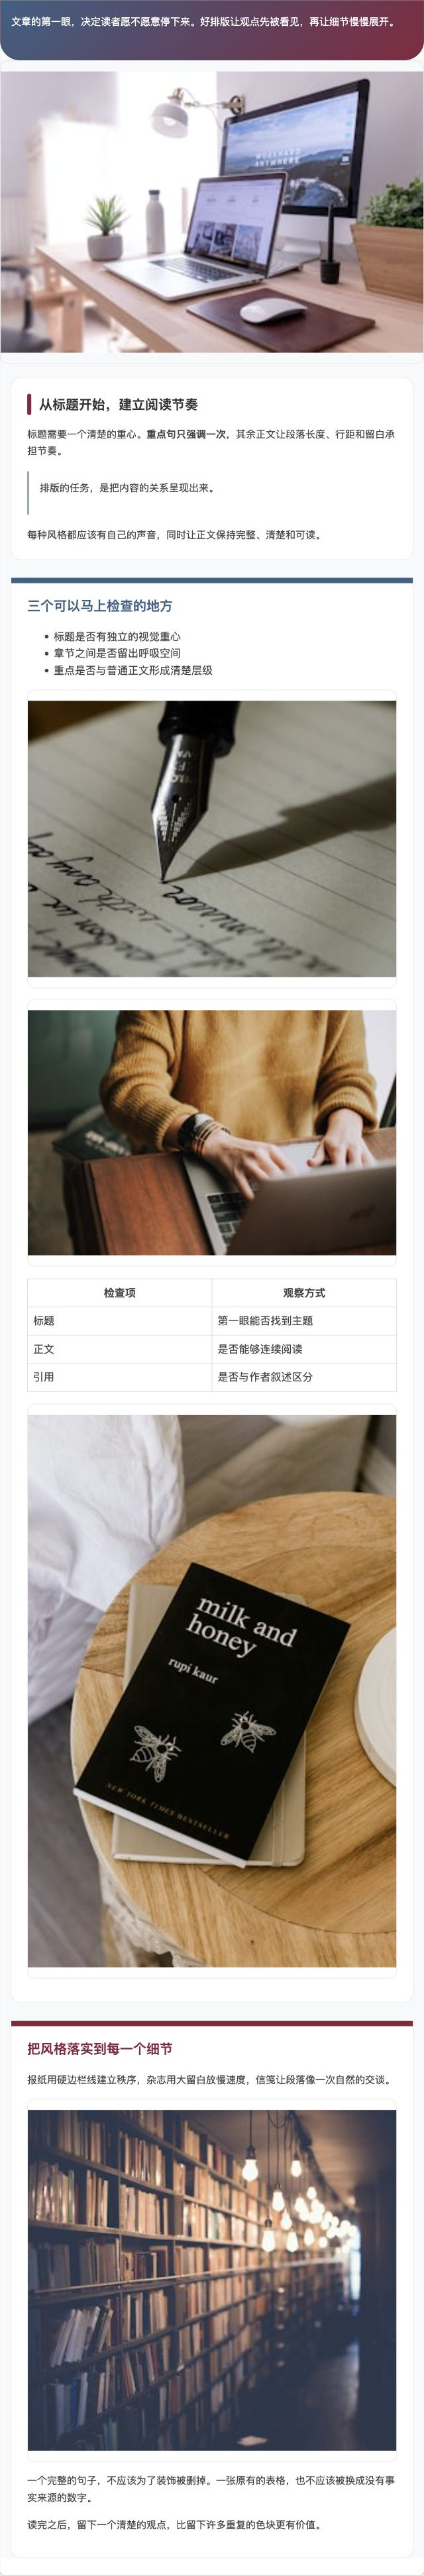 文章的第一眼，决定读者愿不愿意停下来。好排版让观点先被看见，再让细节慢慢展开。
从标题开始，建立阅读节奏
标题需要一个清楚的重心。重点句只强调一次，其余正文让段落长度、行距和留白承
担节奏。
排版的任务，是把内容的关系呈现出来。
每种风格都应该有自己的声音，同时让正文保持完整、清楚和可读。
三个可以马上检查的地方
• 标题是否有独立的视觉重心
• 章节之间是否留出呼吸空间
• 重点是否与普通正文形成清楚层级
检查项 观察方式
标题 第一眼能否找到主题
正文 是否能够连续阅读
引用 是否与作者叙述区分
milk and
honey
rupi kaur
NEW YORK TIMES BESTSELLER
把风格落实到每一个细节
报纸用硬边栏线建立秩序，杂志用大留白放慢速度，信笺让段落像一次自然的交谈。
一个完整的句子，不应该为了装饰被删掉。一张原有的表格，也不应该被换成没有事
实来源的数字。
读完之后，留下一个清楚的观点，比留下许多重复的色块更有价值。